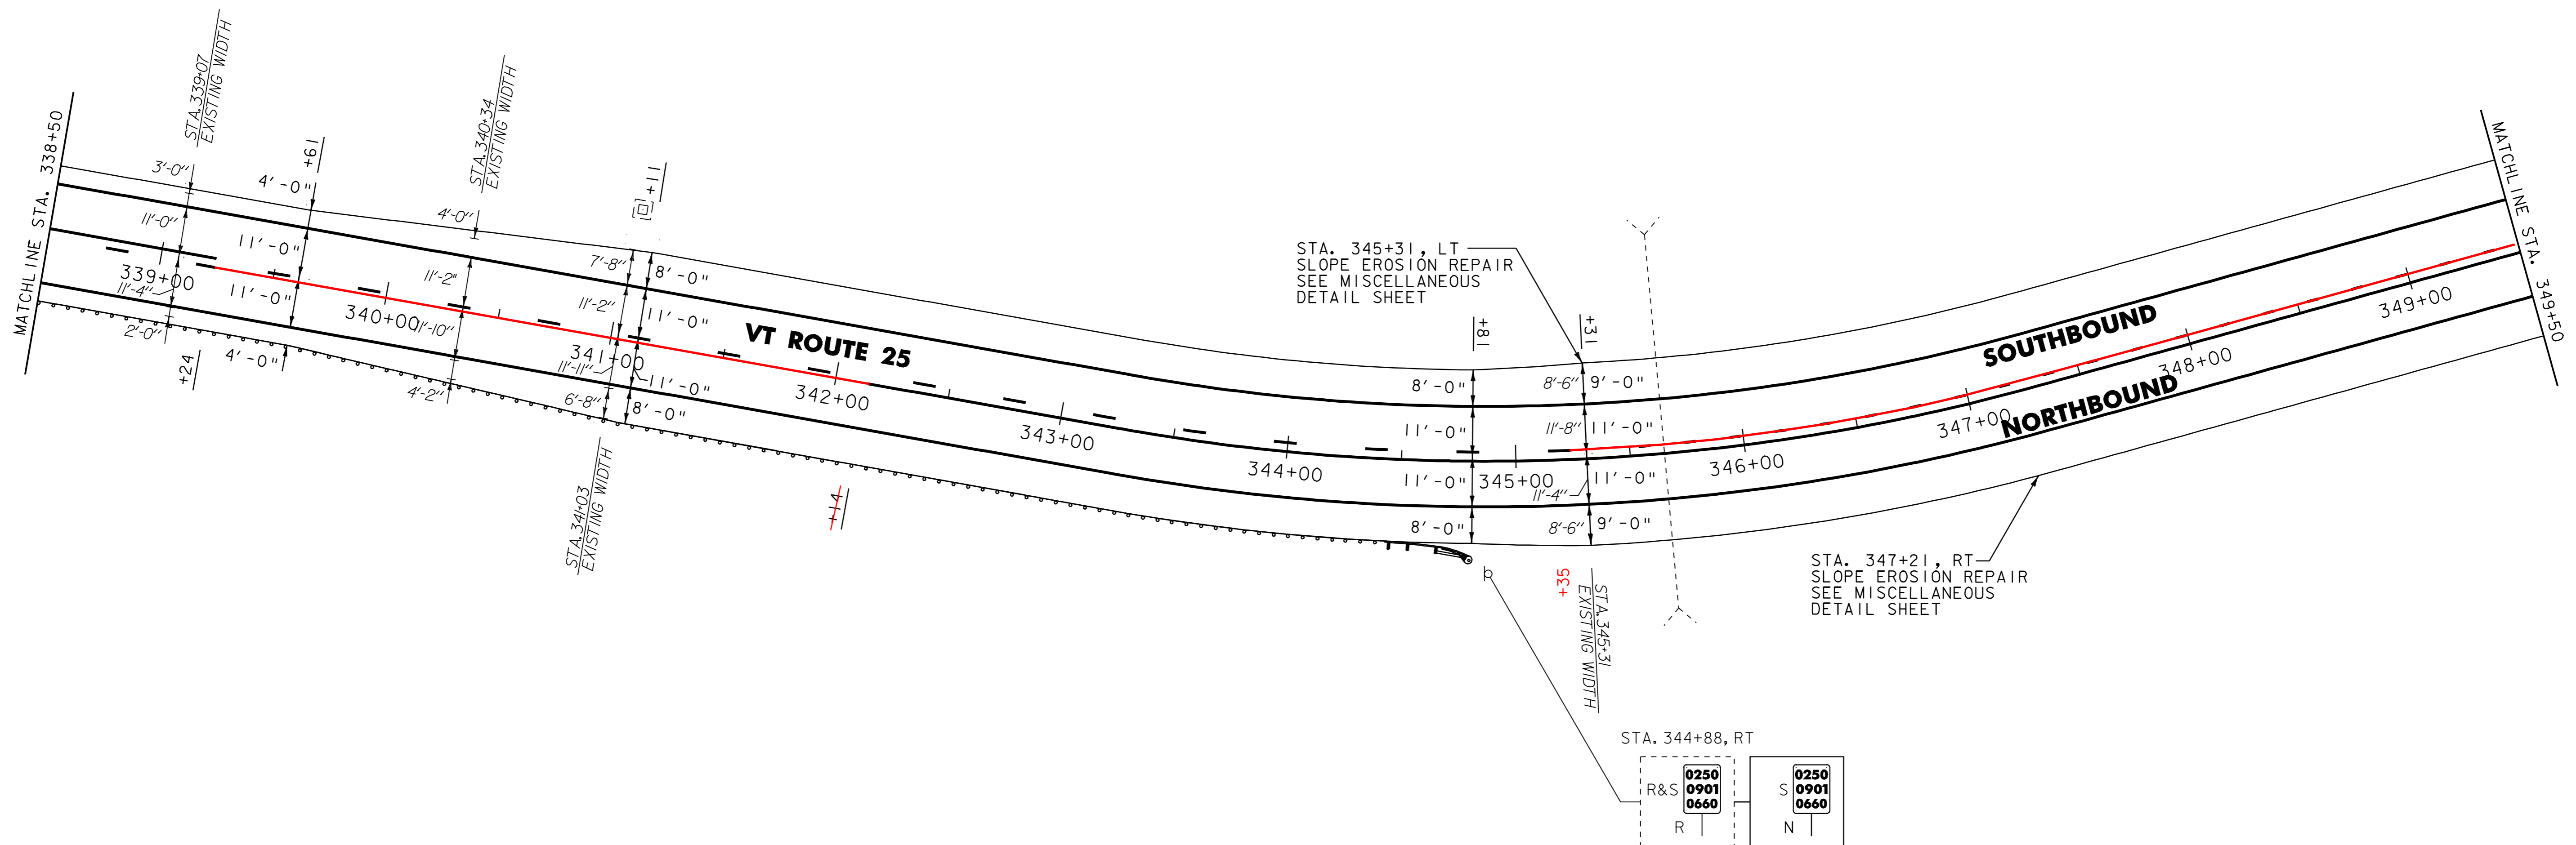 MATCHLINE STA. 338+50
STA. 339+07
EXISTING WIDTH
3'-0"
11'-0"
339+00
11'-4"
2'-0"
+24
+61
4'-0"
11'-0"
11'-0"
4'-0"
STA. 340+34
EXISTING WIDTH
4'-0"
11'-2"
340+00
11'-10"
4'-2"
+11
7'-8"
8'-0"
11'-2"
11'-0"
341+00
11'-11"
11'-0"
6'-8"
8'-0"
STA. 341+03
EXISTING WIDTH
VT ROUTE 25
342+00
+14
343+00
344+00
STA. 345+31, LT
SLOPE EROSION REPAIR
SEE MISCELLANEOUS
DETAIL SHEET
+81
8'-0"
11'-0"
11'-0"
8'-0"
345+00
+31
8'-6"
9'-0"
11'-8"
11'-0"
11'-4"
11'-0"
8'-6"
9'-0"
+35
STA. 345+31
EXISTING WIDTH
346+00
347+00
348+00
349+00
SOUTHBOUND
NORTHBOUND
STA. 347+21, RT
SLOPE EROSION REPAIR
SEE MISCELLANEOUS
DETAIL SHEET
MATCHLINE STA. 349+50
STA. 344+88, RT
R&S
0250
0901
0660
R
S
0250
0901
0660
N